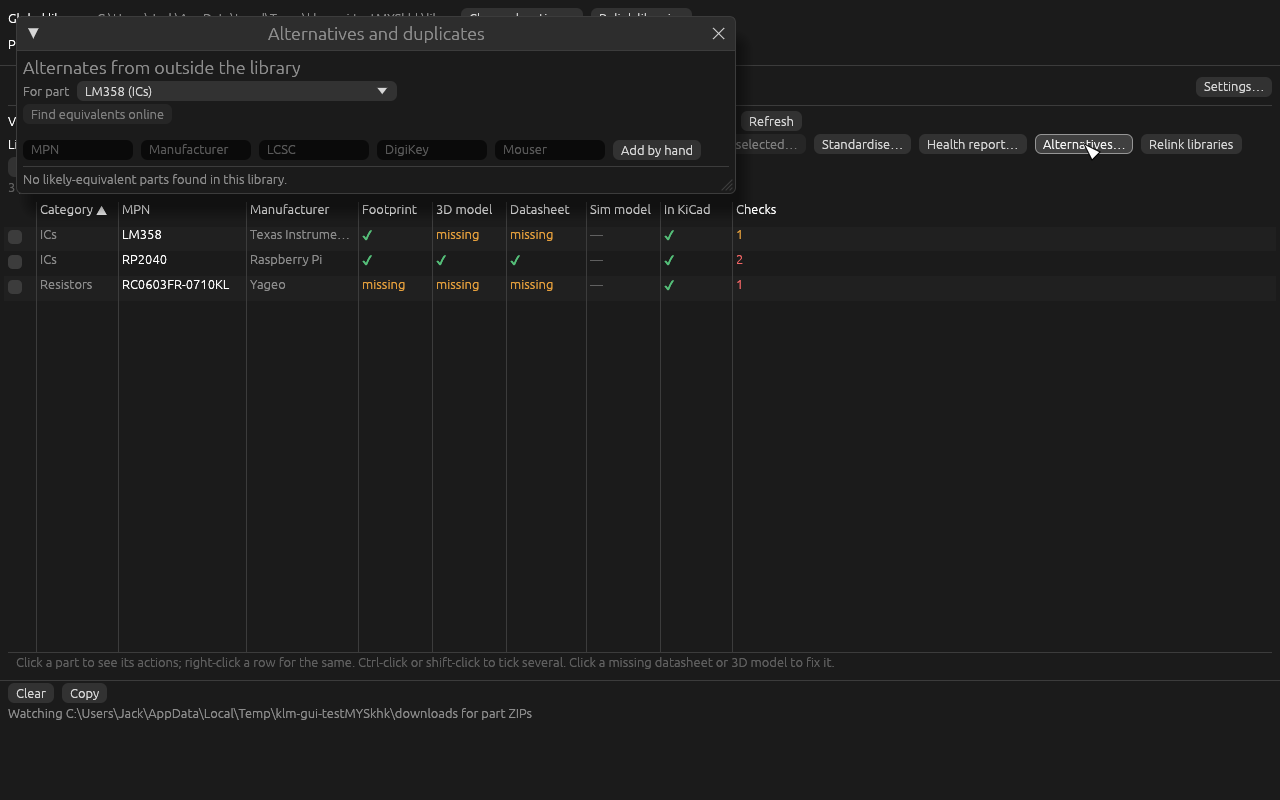 Alternatives and duplicates
Alternates from outside the library
For part LM358 (ICs)
Find equivalents online
MPN Manufacturer LCSC DigiKey Mouser Add by hand
No likely-equivalent parts found in this library.
Settings...
Refresh
selected... Standardise... Health report... Alternatives... Relink libraries
Category ▲ MPN Manufacturer Footprint 3D model Datasheet Sim model In KiCad Checks
ICs LM358 Texas Instrume... ✓ missing missing — ✓ 1
ICs RP2040 Raspberry Pi ✓ ✓ ✓ — ✓ 2
Resistors RC0603FR-0710KL Yageo missing missing missing — ✓ 1
Click a part to see its actions; right-click a row for the same. Ctrl-click or shift-click to tick several. Click a missing datasheet or 3D model to fix it.
Clear Copy
Watching C:\Users\Jack\AppData\Local\Temp\klm-gui-testMYSkhk\downloads for part ZIPs